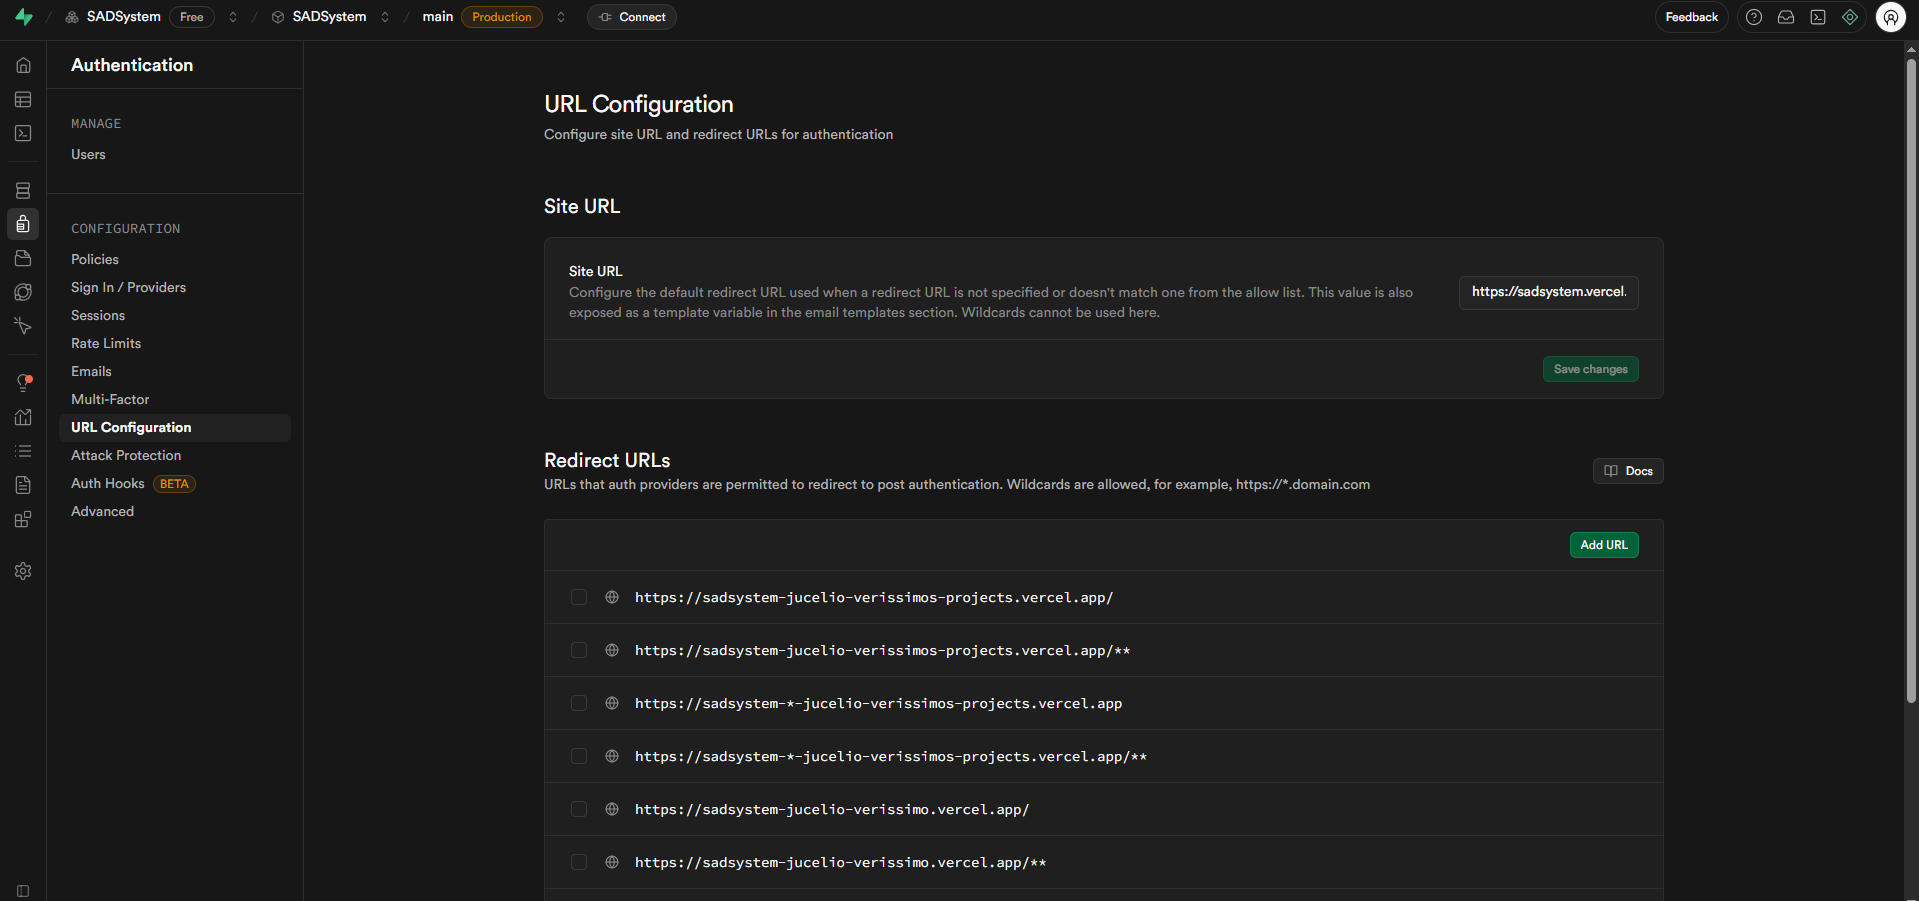 SADSystem Free SADSystem main Production Connect Feedback
Authentication
MANAGE
Users
CONFIGURATION
Policies
Sign In / Providers
Sessions
Rate Limits
Emails
Multi-Factor
URL Configuration
Attack Protection
Auth Hooks BETA
Advanced
URL Configuration
Configure site URL and redirect URLs for authentication
Site URL
Site URL
Configure the default redirect URL used when a redirect URL is not specified or doesn't match one from the allow list. This value is also
exposed as a template variable in the email templates section. Wildcards cannot be used here.
https://sadsystem.vercel.
Save changes
Redirect URLs
URLs that auth providers are permitted to redirect to post authentication. Wildcards are allowed, for example, https://*.domain.com
Docs
Add URL
https://sadsystem-jucelio-verissimos-projects.vercel.app/
https://sadsystem-jucelio-verissimos-projects.vercel.app/**
https://sadsystem-*-jucelio-verissimos-projects.vercel.app
https://sadsystem-*-jucelio-verissimos-projects.vercel.app/**
https://sadsystem-jucelio-verissimo.vercel.app/
https://sadsystem-jucelio-verissimo.vercel.app/**